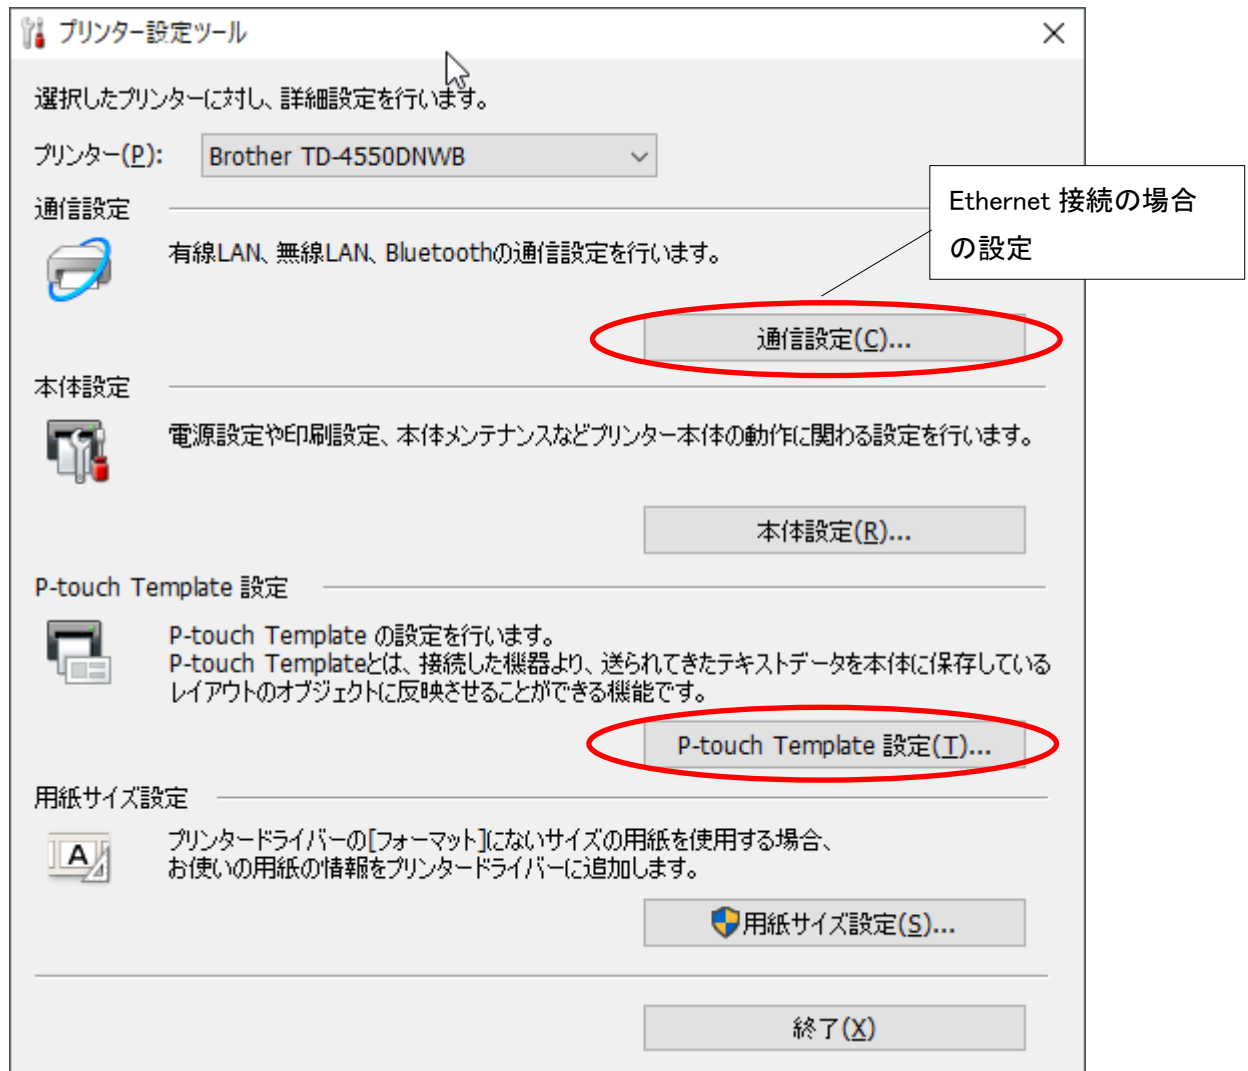 プリンター設定ツール
選択したプリンターに対し、詳細設定を行います。
プリンター(P):
Brother TD-4550DNWB
Ethernet 接続の場合
の設定
通信設定
有線LAN、無線LAN、Bluetoothの通信設定を行います。
通信設定(C)...
本体設定
電源設定や印刷設定、本体メンテナンスなどプリンター本体の動作に関わる設定を行います。
本体設定(R)...
P-touch Template 設定
P-touch Template の設定を行います。
P-touch Templateとは、接続した機器より、送られてきたテキストデータを本体に保存している
レイアウトのオブジェクトに反映させることができる機能です。
P-touch Template 設定(T)...
用紙サイズ設定
プリンタードライバーの[フォーマット]にないサイズの用紙を使用する場合、
お使いの用紙の情報をプリンタードライバーに追加します。
用紙サイズ設定(S)...
終了(X)